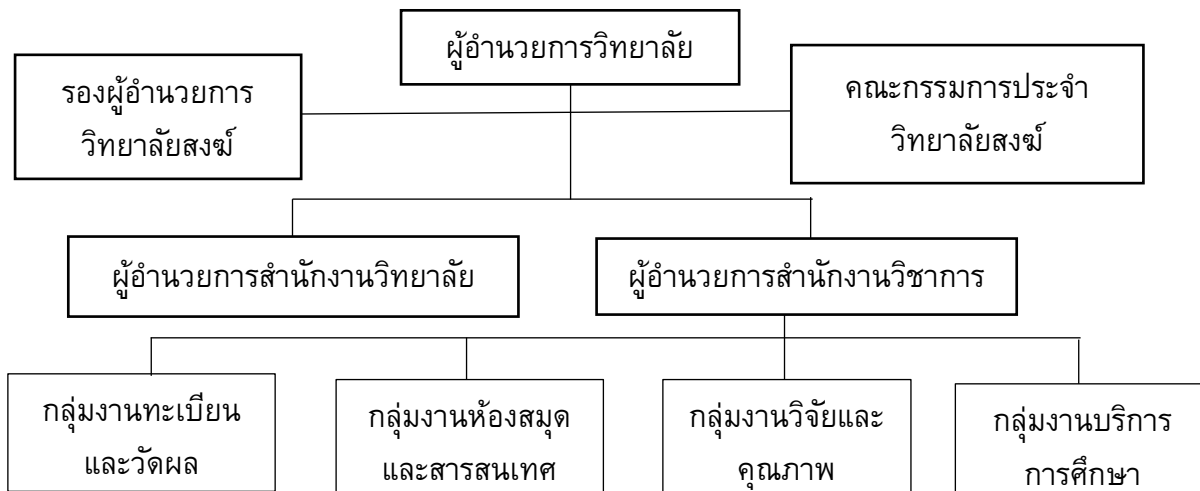 ผู้อำนวยการวิทยาลัย
รองผู้อำนวยการ
วิทยาลัยสงฆ์
คณะกรรมการประจำ
วิทยาลัยสงฆ์
ผู้อำนวยการสำนักงานวิทยาลัย
ผู้อำนวยการสำนักงานวิชาการ
กลุ่มงานทะเบียน
และวัดผล
กลุ่มงานห้องสมุด
และสารสนเทศ
กลุ่มงานวิจัยและ
คุณภาพ
กลุ่มงานบริการ
การศึกษา